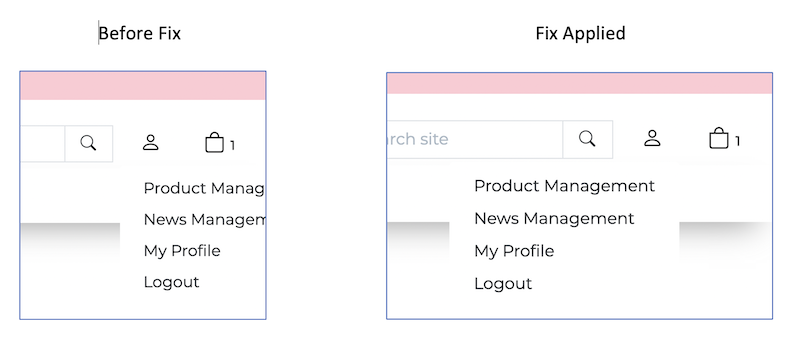 Before Fix
1
Product Manag
News Managem
My Profile
Logout
Fix Applied
rch site
1
Product Management
News Management
My Profile
Logout